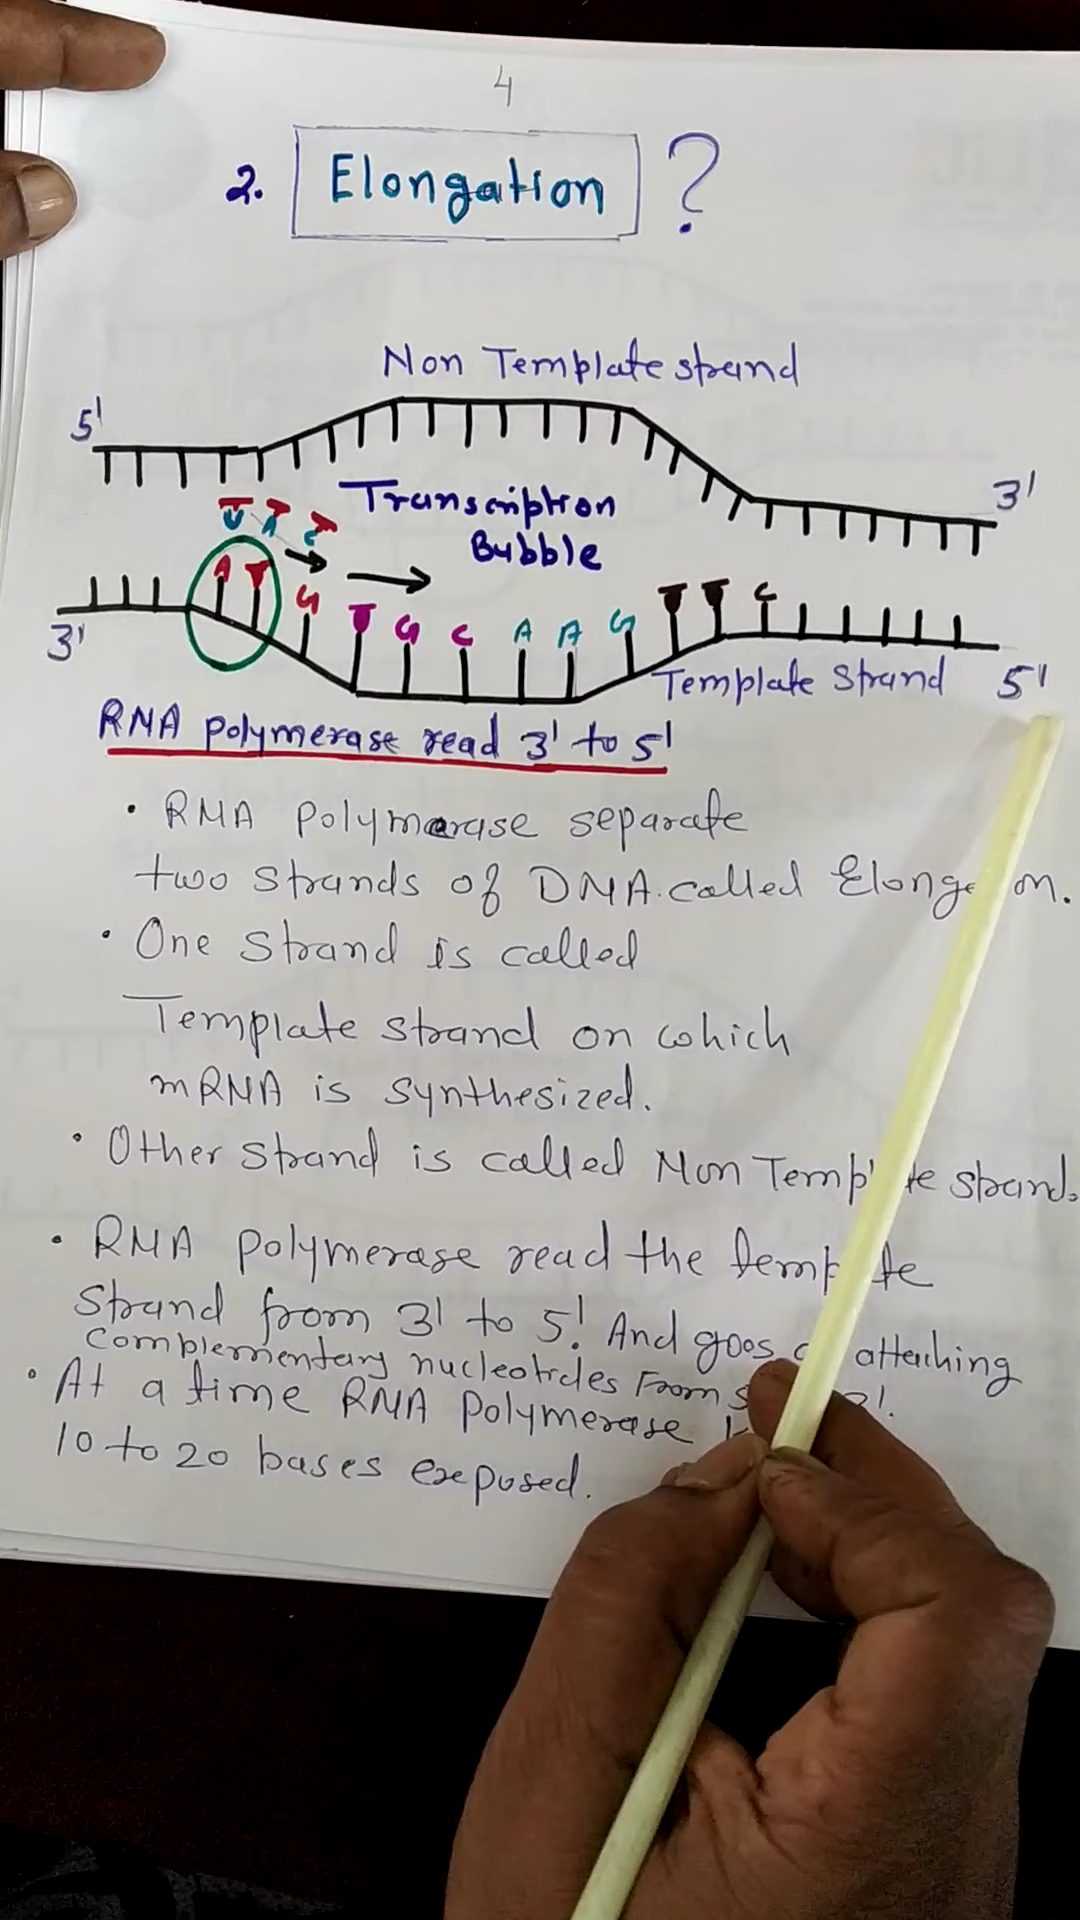 4
2. Elongation ?
Non Template strand
5'
3'
Transcription
Bubble
U A C
A T G T G C A A G T T C
3'
Template Strand 5'
RNA polymerase read 3' to 5'
• RNA polymerase separate
two strands of DNA. called
• One strand is called
Template strand on which
mRNA is synthesized.
• Other strand is called Non strand.
• RNA polymerase read the
strand from 3' to 5'. And goes attaching
complementary nucleotides From
• At a time RNA Polymerase
10 to 20 bases exposed.